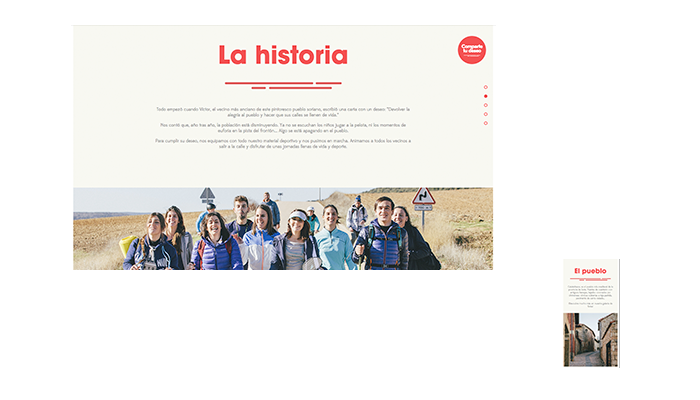 La historia
Comparte
tu deseo
Todo empezó cuando Víctor, el vecino más anciano de este pintoresco pueblo soriano, escribió una carta con un deseo: "Devolver la
alegría al pueblo y hacer que sus calles se llenen de vida."
Nos contó que, año tras año, la población está disminuyendo. Ya no se escuchan los niños jugar a la pelota, ni los momentos de
euforia en la pista del frontón... Algo se está apagando en el pueblo.
Para cumplir su deseo, nos equipamos con todo nuestro material deportivo y nos pusimos en marcha. Animamos a todos los vecinos a
salir a la calle y disfrutar de unas jornadas llenas de vida y deporte.
El pueblo